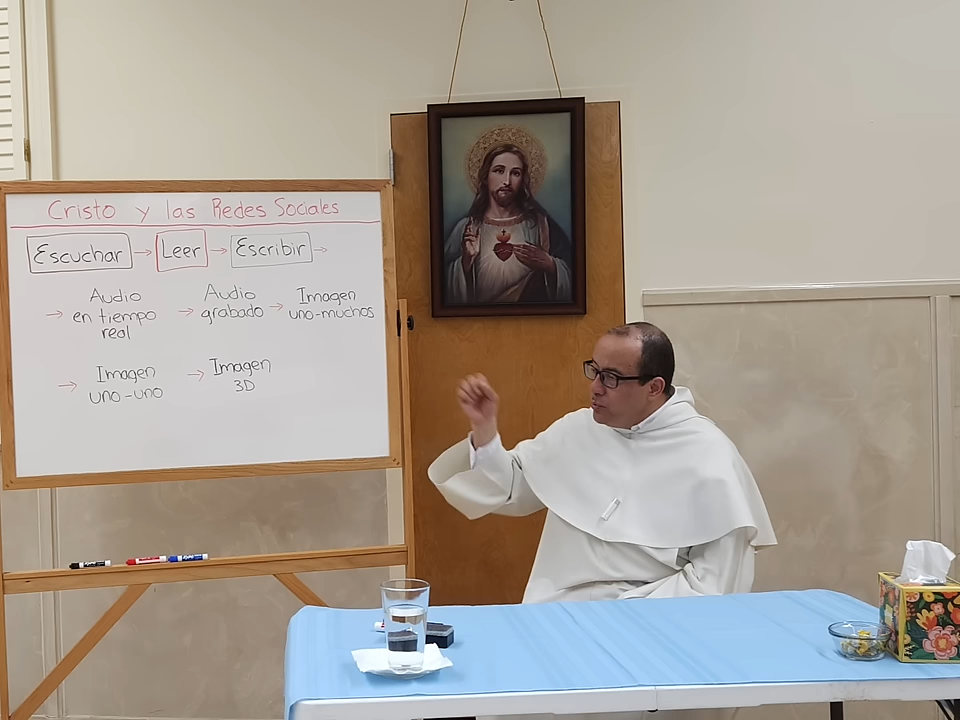 Cristo y las Redes Sociales
Escuchar → Leer → Escribir →
→ Audio en tiempo real → Audio grabado → Imagen uno-muchos
→ Imagen uno-uno → Imagen 3D